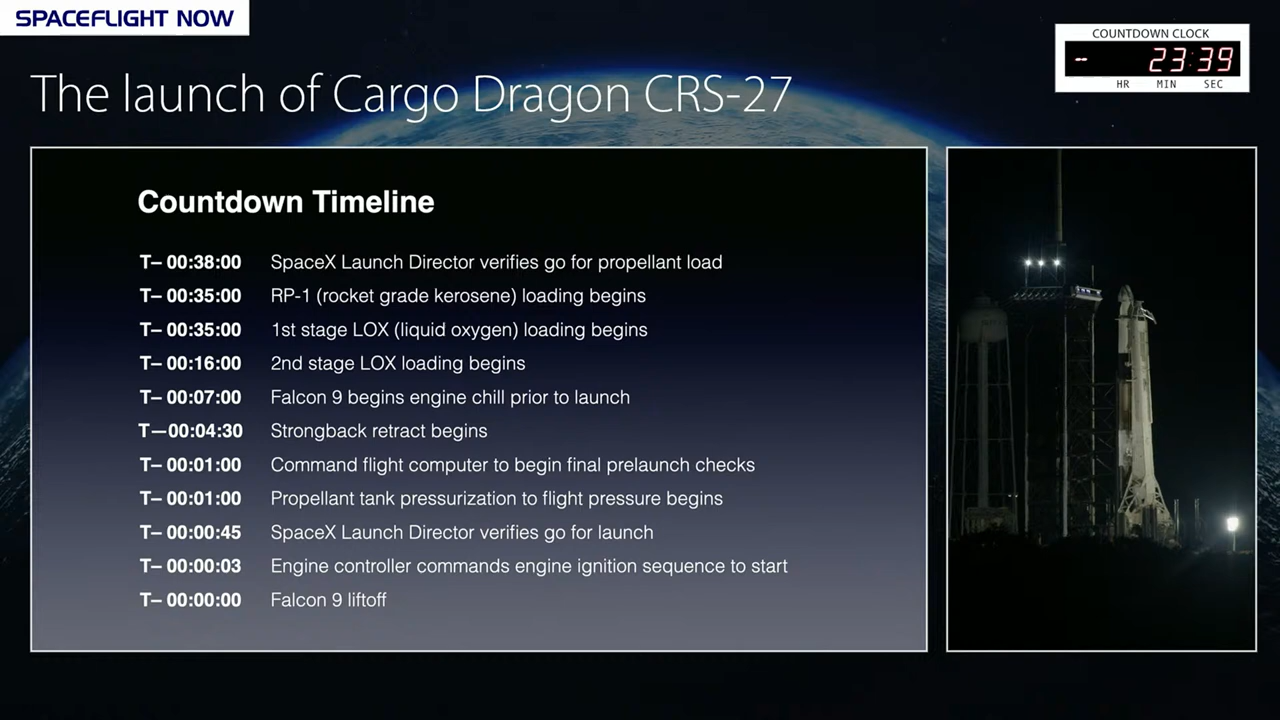 SPACEFLIGHT NOW
COUNTDOWN CLOCK
-- 23:39
HR MIN SEC
The launch of Cargo Dragon CRS-27
Countdown Timeline
T– 00:38:00 SpaceX Launch Director verifies go for propellant load
T– 00:35:00 RP-1 (rocket grade kerosene) loading begins
T– 00:35:00 1st stage LOX (liquid oxygen) loading begins
T– 00:16:00 2nd stage LOX loading begins
T– 00:07:00 Falcon 9 begins engine chill prior to launch
T—00:04:30 Strongback retract begins
T– 00:01:00 Command flight computer to begin final prelaunch checks
T– 00:01:00 Propellant tank pressurization to flight pressure begins
T– 00:00:45 SpaceX Launch Director verifies go for launch
T– 00:00:03 Engine controller commands engine ignition sequence to start
T– 00:00:00 Falcon 9 liftoff